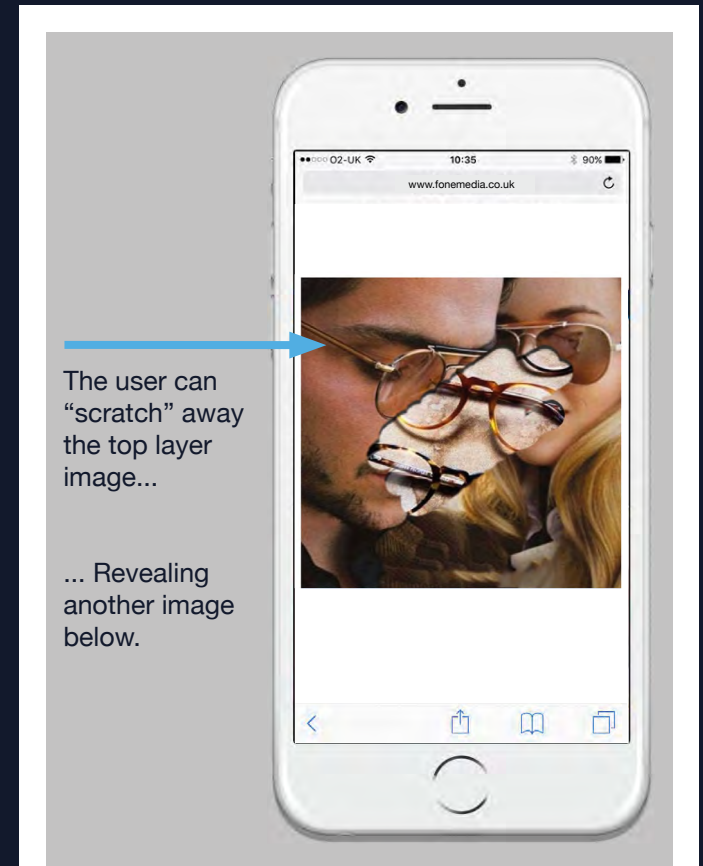 ●●○○○ O2-UK 10:35 90%
www.fonemedia.co.uk
The user can
“scratch” away
the top layer
image...
... Revealing
another image
below.